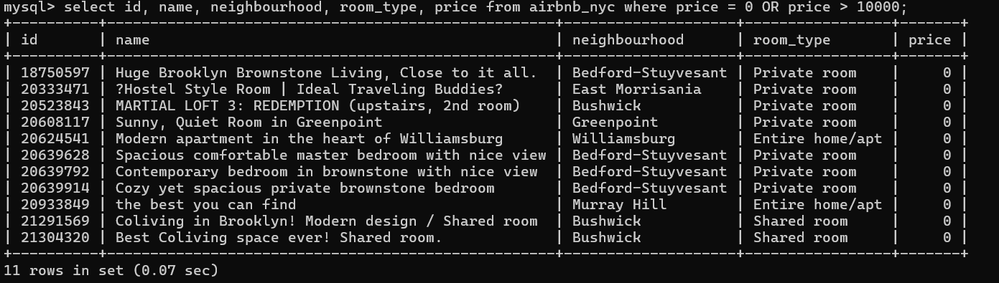 mysql> select id, name, neighbourhood, room_type, price from airbnb_nyc where price = 0 OR price > 10000;
+----------+----------------------------------------------------+--------------------+-----------------+-------+
| id       | name                                               | neighbourhood      | room_type       | price |
+----------+----------------------------------------------------+--------------------+-----------------+-------+
| 18750597 | Huge Brooklyn Brownstone Living, Close to it all.  | Bedford-Stuyvesant | Private room    |     0 |
| 20333471 | ?Hostel Style Room | Ideal Traveling Buddies?      | East Morrisania    | Private room    |     0 |
| 20523843 | MARTIAL LOFT 3: REDEMPTION (upstairs, 2nd room)    | Bushwick           | Private room    |     0 |
| 20608117 | Sunny, Quiet Room in Greenpoint                    | Greenpoint         | Private room    |     0 |
| 20624541 | Modern apartment in the heart of Williamsburg      | Williamsburg       | Entire home/apt |     0 |
| 20639628 | Spacious comfortable master bedroom with nice view | Bedford-Stuyvesant | Private room    |     0 |
| 20639792 | Contemporary bedroom in brownstone with nice view  | Bedford-Stuyvesant | Private room    |     0 |
| 20639914 | Cozy yet spacious private brownstone bedroom       | Bedford-Stuyvesant | Private room    |     0 |
| 20933849 | the best you can find                              | Murray Hill        | Entire home/apt |     0 |
| 21291569 | Coliving in Brooklyn! Modern design / Shared room  | Bushwick           | Shared room     |     0 |
| 21304320 | Best Coliving space ever! Shared room.             | Bushwick           | Shared room     |     0 |
+----------+----------------------------------------------------+--------------------+-----------------+-------+
11 rows in set (0.07 sec)